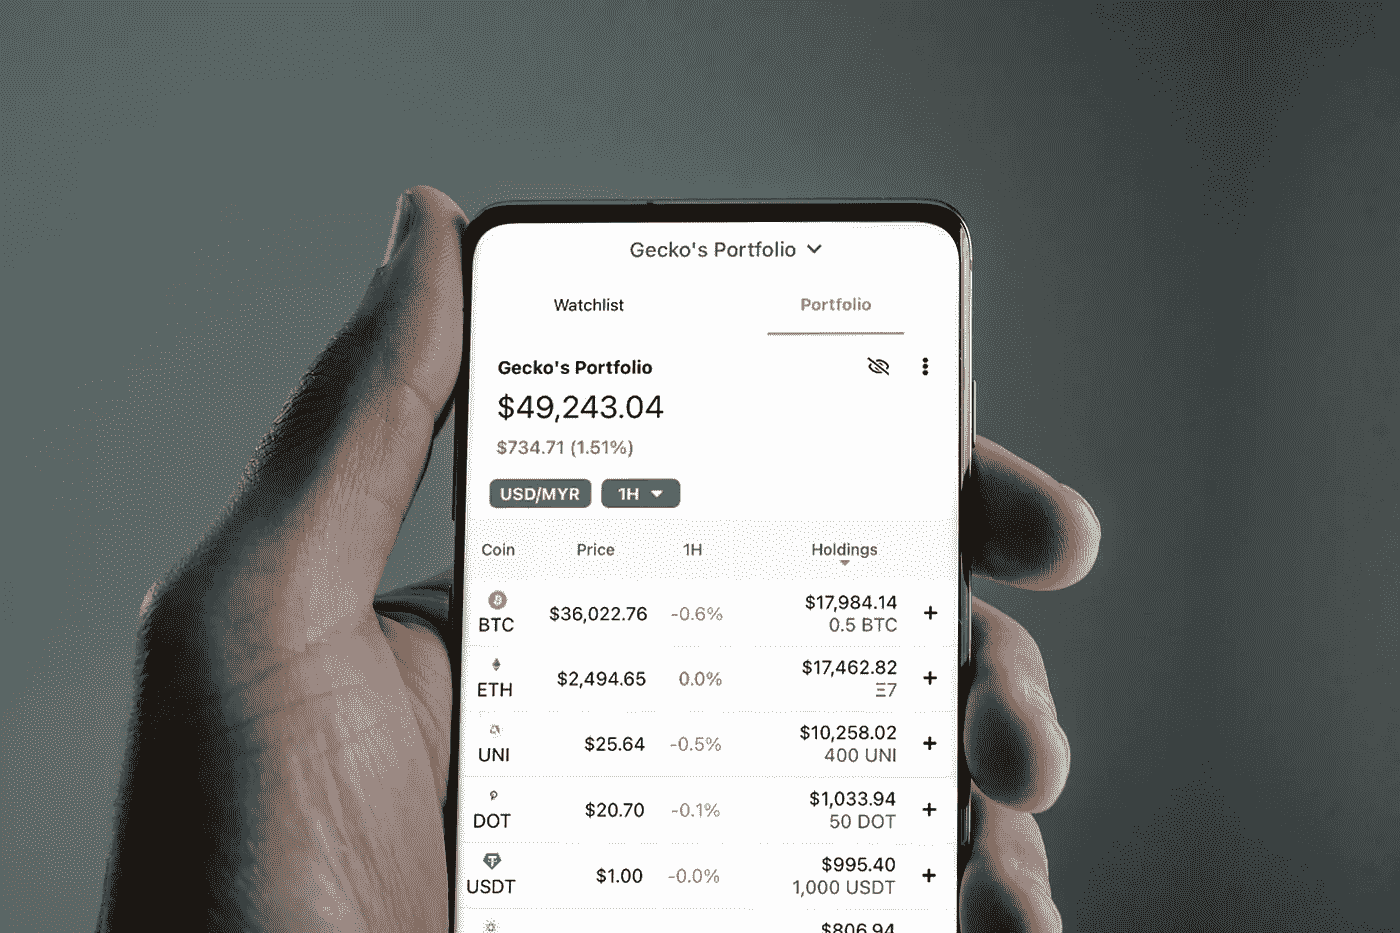 Gecko's Portfolio
Watchlist Portfolio
Gecko's Portfolio
$49,243.04
$734.71 (1.51%)
USD/MYR 1H
Coin Price 1H Holdings
BTC $36,022.76 -0.6% $17,984.14 +
0.5 BTC
ETH $2,494.65 0.0% $17,462.82 +
Ξ7
UNI $25.64 -0.5% $10,258.02 +
400 UNI
DOT $20.70 -0.1% $1,033.94 +
50 DOT
USDT $1.00 -0.0% $995.40 +
1,000 USDT
$806.94